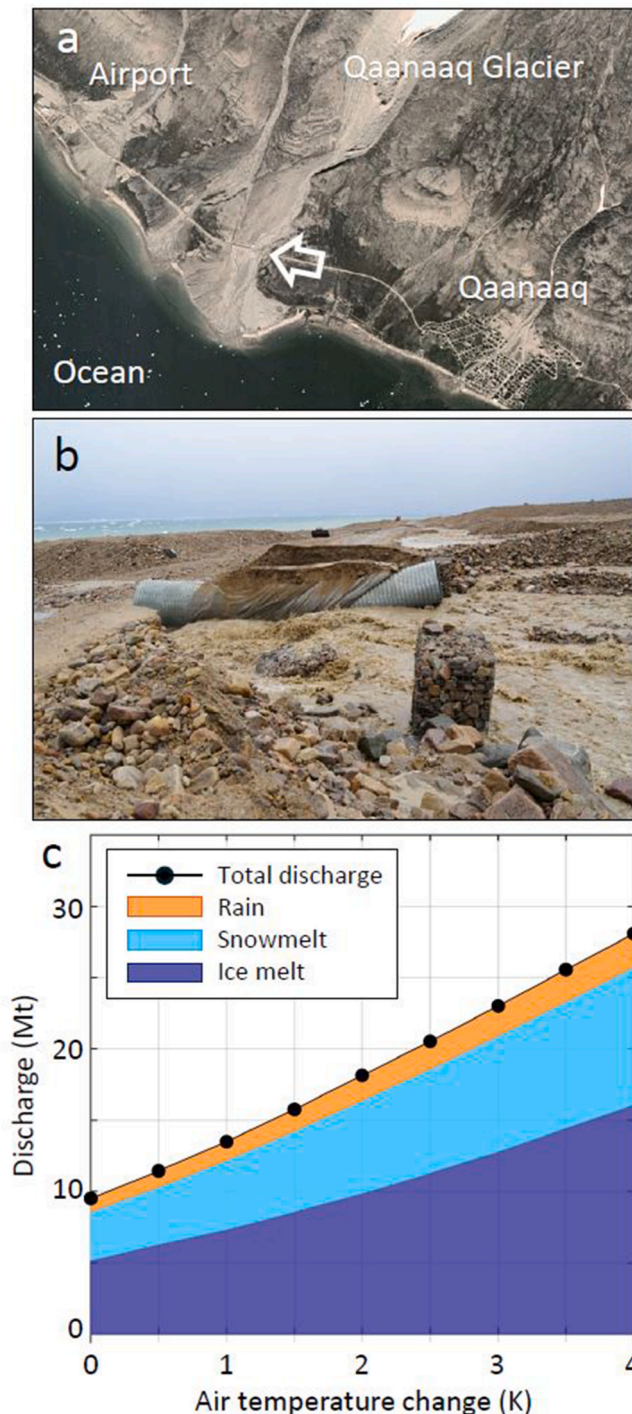 a
Airport
Qaanaaq Glacier
Qaanaaq
Ocean
b
c
Total discharge
Rain
Snowmelt
Ice melt
30
20
10
0
Discharge (Mt)
0 1 2 3 4
Air temperature change (K)